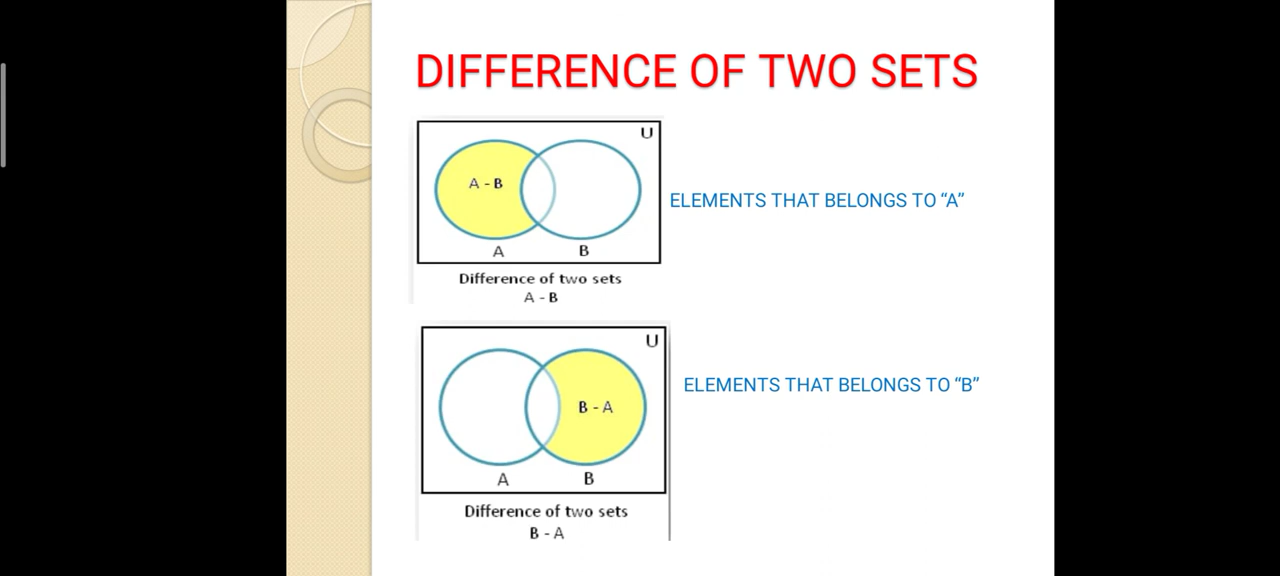 DIFFERENCE OF TWO SETS
U
A - B
A
B
Difference of two sets
A - B
ELEMENTS THAT BELONGS TO “A”
U
B - A
A
B
Difference of two sets
B - A
ELEMENTS THAT BELONGS TO “B”